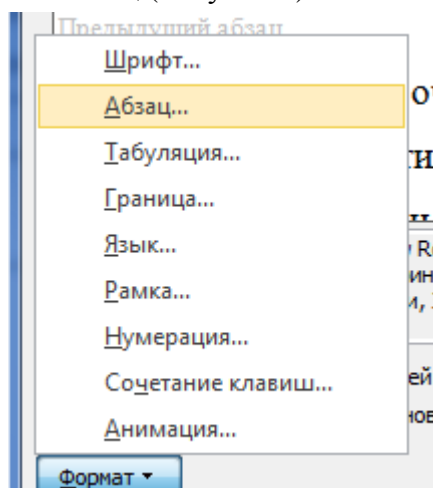 Предыдущий абзац
Шрифт...
Абзац...
Табуляция...
Граница...
Язык...
Рамка...
Нумерация...
Сочетание клавиш...
Анимация...
Формат